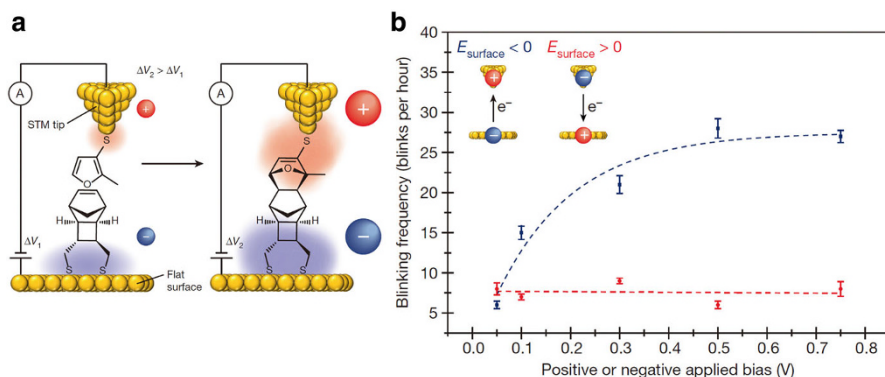 a
b
ΔV2 > ΔV1
A
A
STM tip
+
+
S
S
O
O
H
H
H
H
ΔV1
−
ΔV2
−
S
S
S
S
Flat
surface
Blinking frequency (blinks per hour)
40
35
30
25
20
15
10
5
Esurface < 0
Esurface > 0
+
−
e−
e−
−
+
0.0
0.1
0.2
0.3
0.4
0.5
0.6
0.7
0.8
Positive or negative applied bias (V)